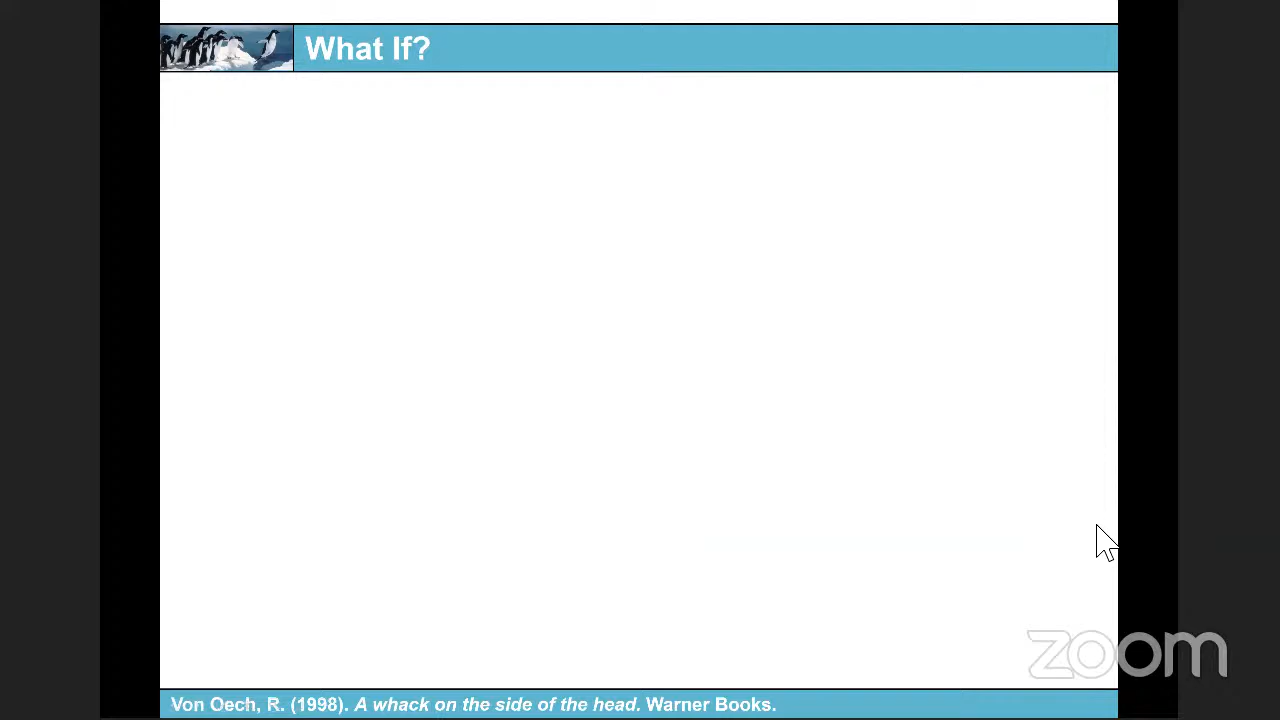 What If?
zoom
Von Oech, R. (1998). A whack on the side of the head. Warner Books.